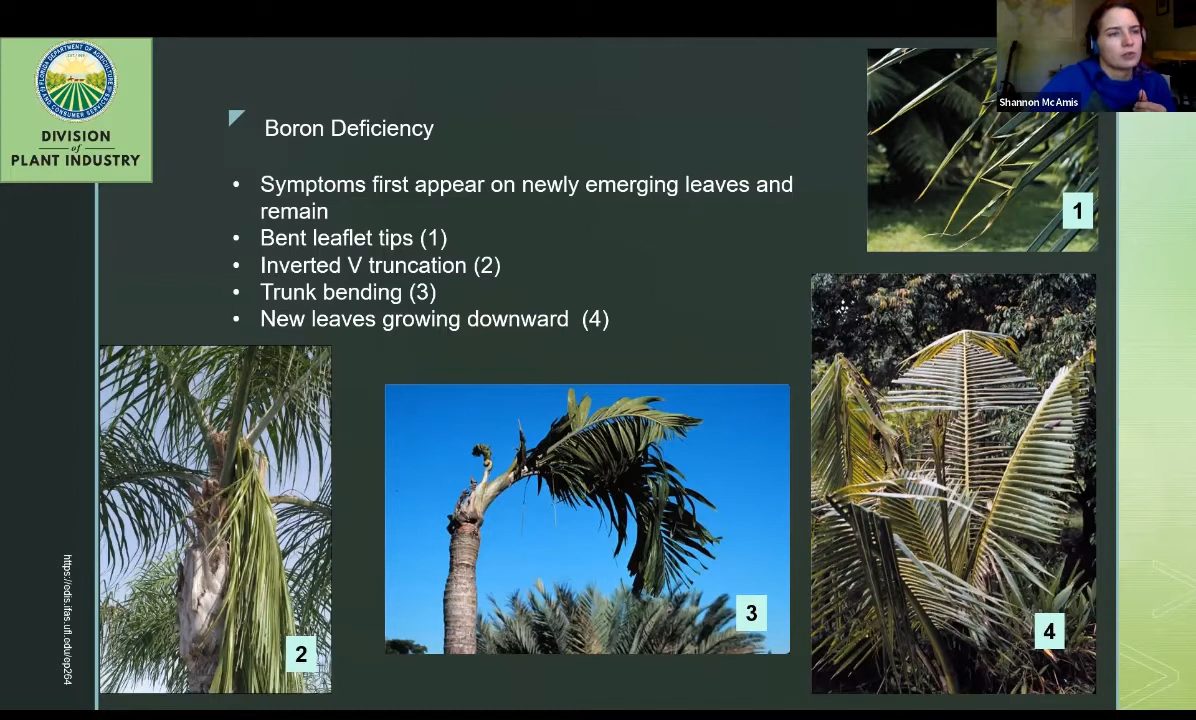 FLORIDA DEPARTMENT OF AGRICULTURE
AND CONSUMER SERVICES
DIVISION
of
PLANT INDUSTRY
Shannon McAmis
Boron Deficiency
• Symptoms first appear on newly emerging leaves and
remain
• Bent leaflet tips (1)
• Inverted V truncation (2)
• Trunk bending (3)
• New leaves growing downward (4)
1
2
3
4
https://edis.ifas.ufl.edu/ep264